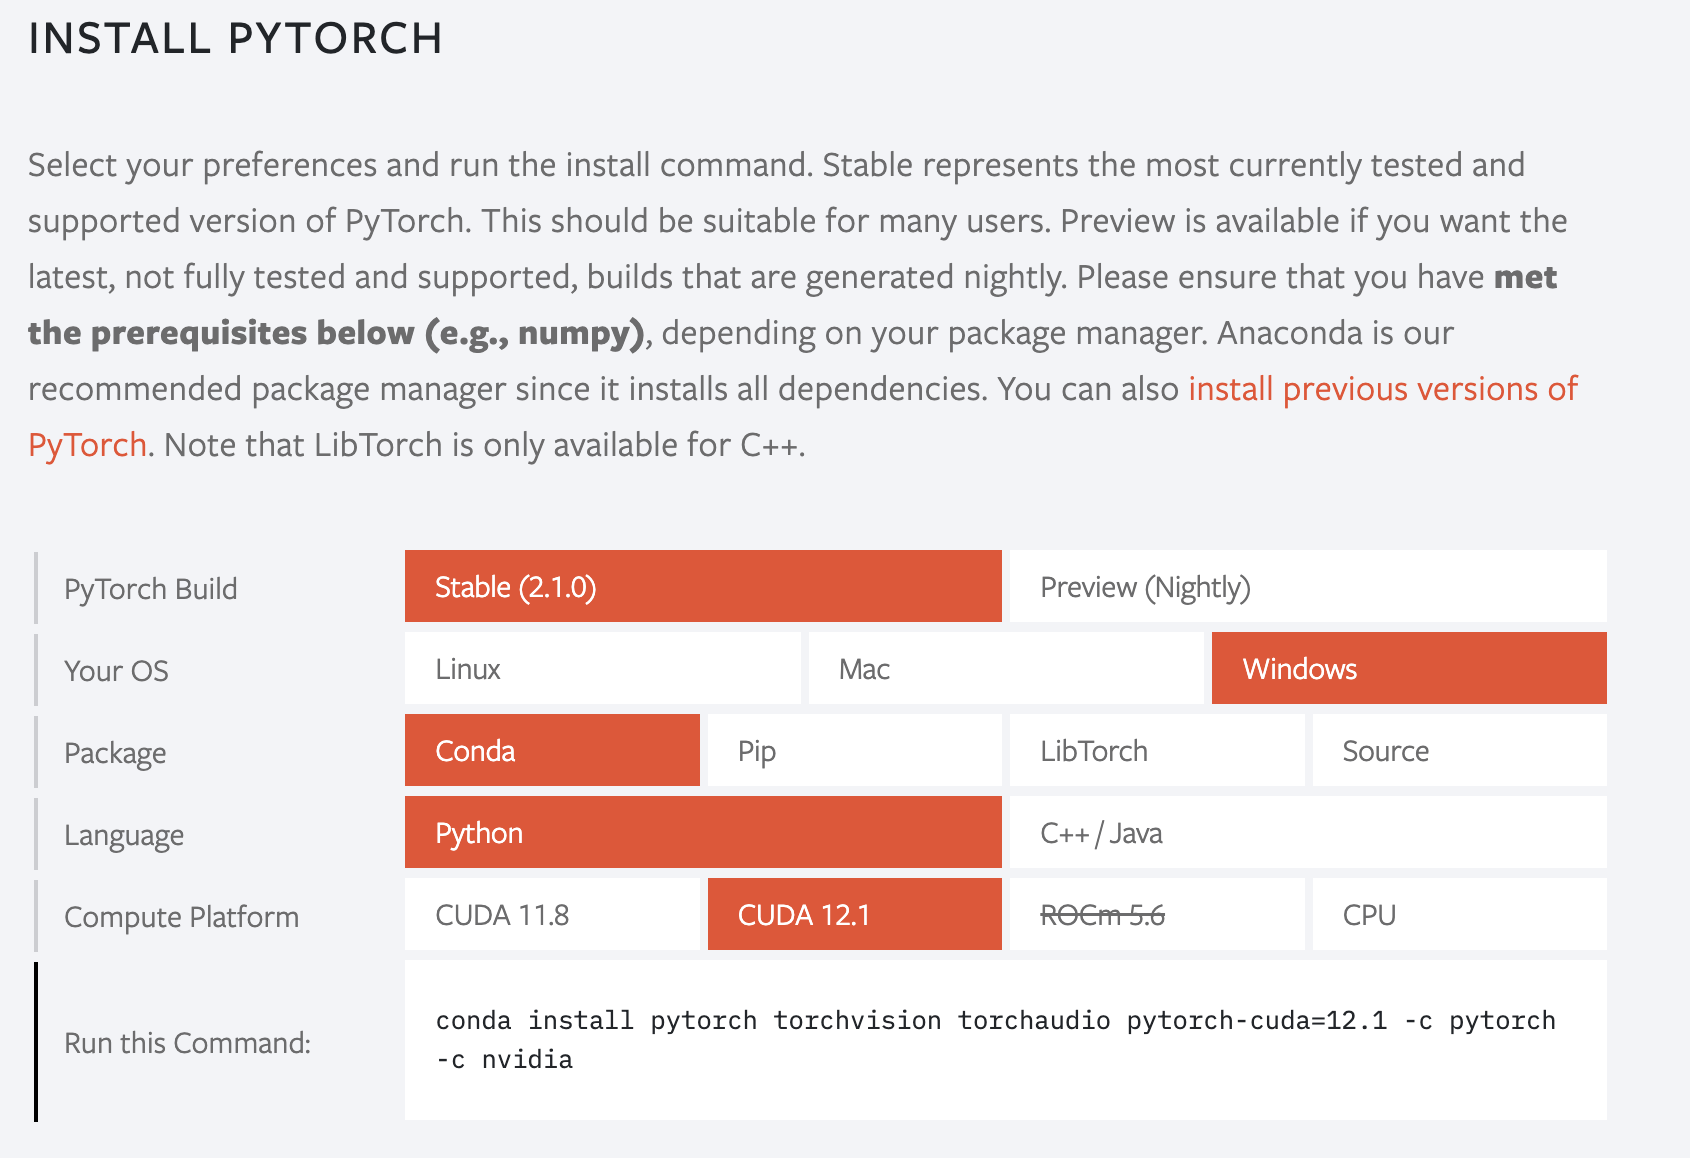 INSTALL PYTORCH
Select your preferences and run the install command. Stable represents the most currently tested and
supported version of PyTorch. This should be suitable for many users. Preview is available if you want the
latest, not fully tested and supported, builds that are generated nightly. Please ensure that you have met
the prerequisites below (e.g., numpy), depending on your package manager. Anaconda is our
recommended package manager since it installs all dependencies. You can also install previous versions of
PyTorch. Note that LibTorch is only available for C++.
PyTorch Build Stable (2.1.0) Preview (Nightly)
Your OS Linux Mac Windows
Package Conda Pip LibTorch Source
Language Python C++ / Java
Compute Platform CUDA 11.8 CUDA 12.1 ROCm 5.6 CPU
Run this Command: conda install pytorch torchvision torchaudio pytorch-cuda=12.1 -c pytorch
-c nvidia